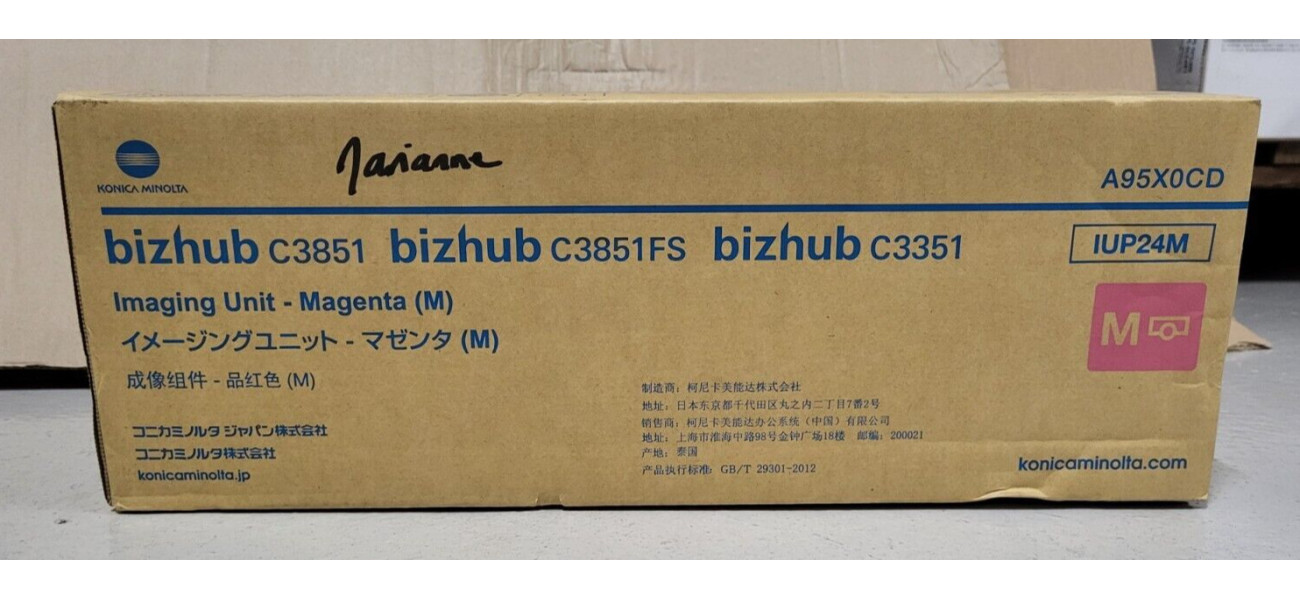 KONICA MINOLTA
Marianne
A95X0CD
bizhub C3851 bizhub C3851FS bizhub C3351
IUP24M
Imaging Unit - Magenta (M)
イメージングユニット - マゼンタ (M)
成像组件 - 品红色 (M)
M
コニカミノルタ ジャパン株式会社
コニカミノルタ株式会社
konicaminolta.jp
制造商：柯尼卡美能达株式会社
地址：日本东京都千代田区丸之内二丁目7番2号
销售商：柯尼卡美能达办公系统（中国）有限公司
地址：上海市淮海中路98号金钟广场18楼 邮编：200021
产地：泰国
产品执行标准：GB/T 29301-2012
konicaminolta.com